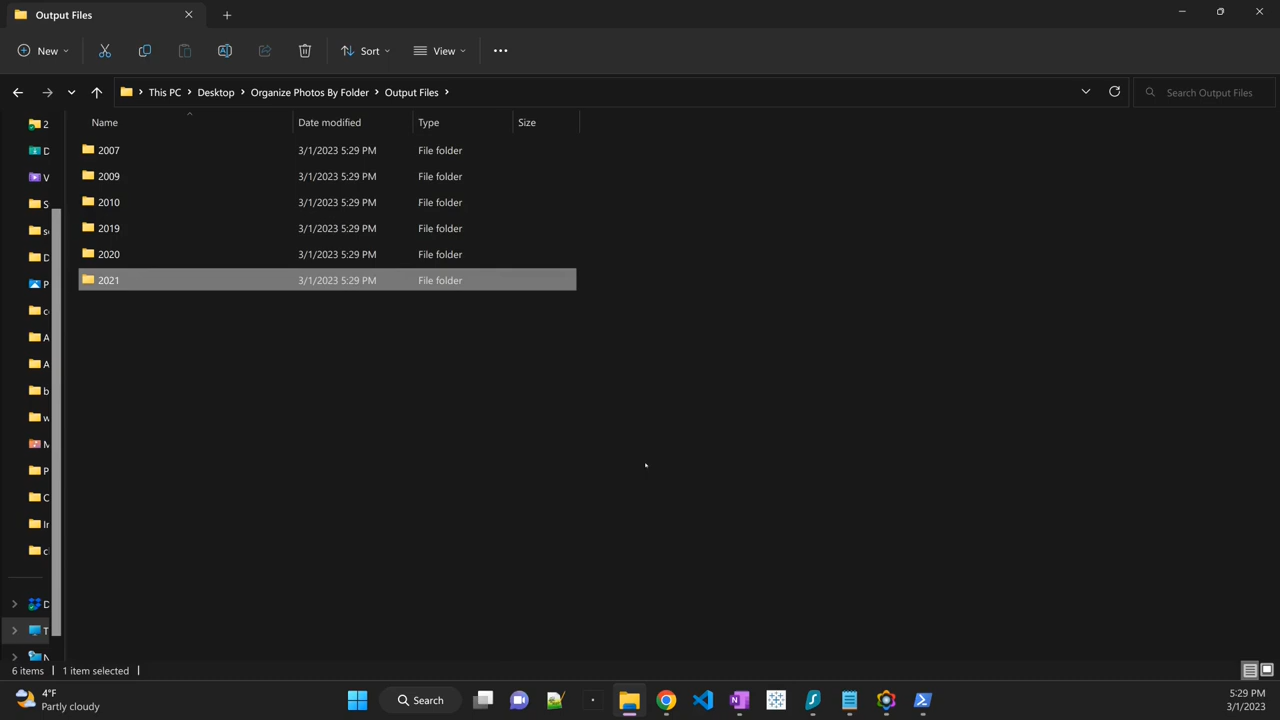 Output Files
New
Sort
View
This PC Desktop Organize Photos By Folder Output Files
Search Output Files
Name Date modified Type Size
2007 3/1/2023 5:29 PM File folder
2009 3/1/2023 5:29 PM File folder
2010 3/1/2023 5:29 PM File folder
2019 3/1/2023 5:29 PM File folder
2020 3/1/2023 5:29 PM File folder
2021 3/1/2023 5:29 PM File folder
2
D
V
S
se
D
P
c
A
A
b
w
M
P
C
In
cl
D
T
N
6 items 1 item selected
4°F
Partly cloudy
Search
5:29 PM
3/1/2023